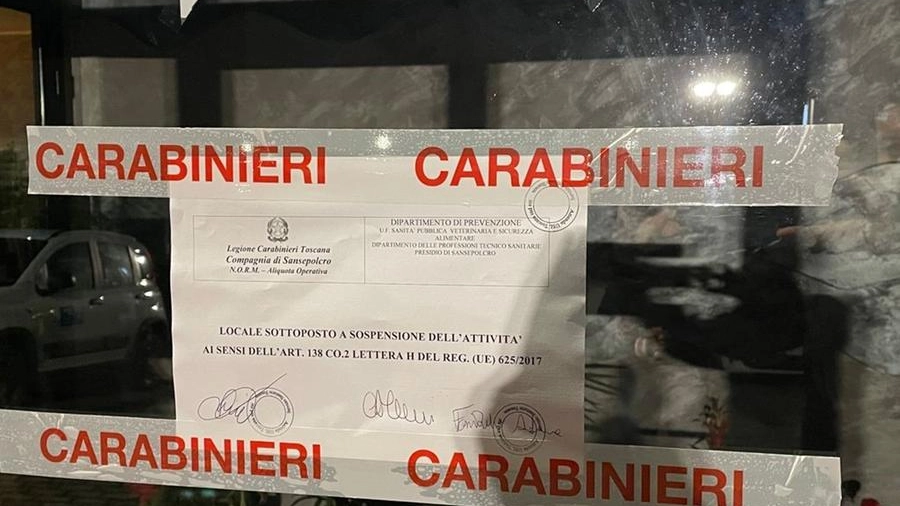 CARABINIERI CARABINIERI
Legione Carabinieri Toscana
Compagnia di Sansepolcro
N.O.R.M. – Aliquota Operativa
DIPARTIMENTO DI PREVENZIONE
U.F. SANITA' PUBBLICA VETERINARIA E SICUREZZA
ALIMENTARE
DIPARTIMENTO DELLE PROFESSIONI TECNICO SANITARIE
PRESIDIO DI SANSEPOLCRO
LOCALE SOTTOPOSTO A SOSPENSIONE DELL'ATTIVITA'
AI SENSI DELL'ART. 138 CO.2 LETTERA H DEL REG. (UE) 625/2017
CARABINIERI CARABINIERI